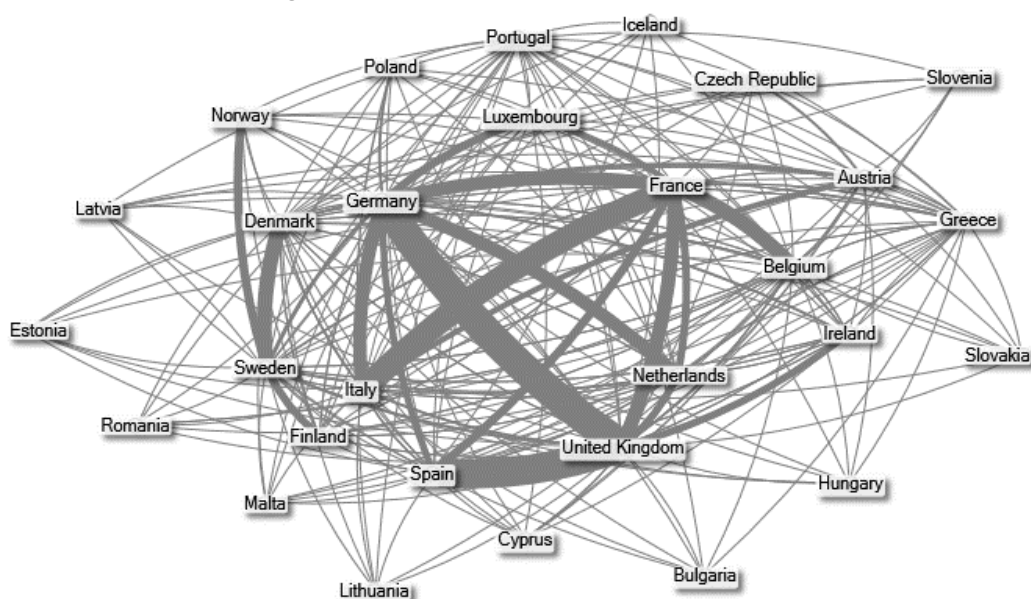 Iceland
Portugal
Poland
Czech Republic
Slovenia
Norway
Luxembourg
Germany
France
Austria
Latvia
Denmark
Greece
Belgium
Estonia
Ireland
Slovakia
Sweden
Italy
Netherlands
Romania
Finland
United Kingdom
Spain
Hungary
Malta
Cyprus
Bulgaria
Lithuania